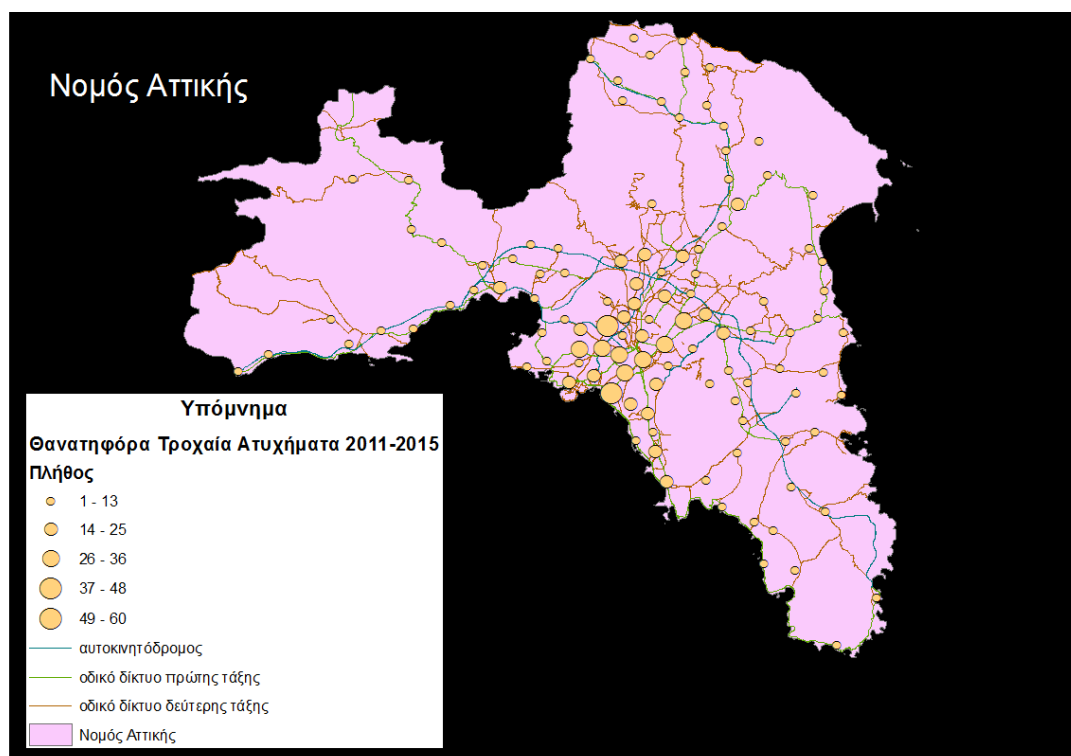 Νομός Αττικής
Υπόμνημα
Θανατηφόρα Τροχαία Ατυχήματα 2011-2015
Πλήθος
1 - 13
14 - 25
26 - 36
37 - 48
49 - 60
αυτοκινητόδρομος
οδικό δίκτυο πρώτης τάξης
οδικό δίκτυο δεύτερης τάξης
Νομός Αττικής